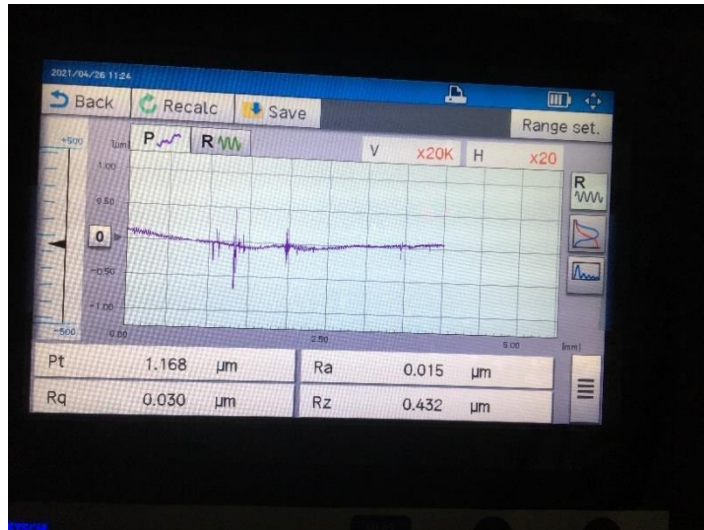 2021/04/26 11:24
Back Recalc Save Range set.
+500 [um] P R V x20K H x20
1.00
R
0.50
0
-0.50
-1.00
-500 0.00 2.50 5.00 [mm]
Pt 1.168 μm Ra 0.015 μm
Rq 0.030 μm Rz 0.432 μm